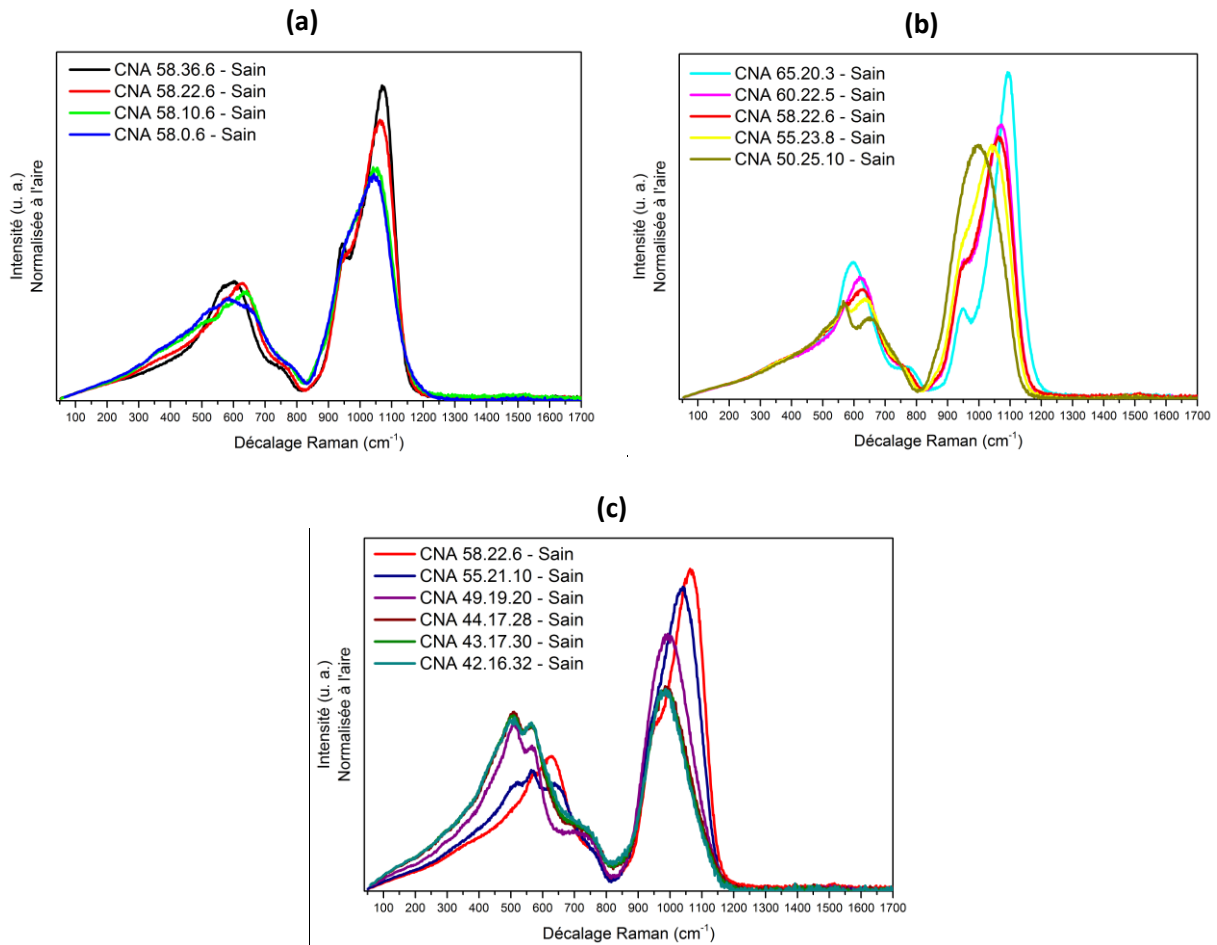 (a)
Intensité (u. a.)
Normalisée à l'aire
CNA 58.36.6 - Sain
CNA 58.22.6 - Sain
CNA 58.10.6 - Sain
CNA 58.0.6 - Sain
100 200 300 400 500 600 700 800 900 1000 1100 1200 1300 1400 1500 1600 1700
Décalage Raman (cm⁻¹)
(b)
Intensité (u. a.)
Normalisée à l'aire
CNA 65.20.3 - Sain
CNA 60.22.5 - Sain
CNA 58.22.6 - Sain
CNA 55.23.8 - Sain
CNA 50.25.10 - Sain
100 200 300 400 500 600 700 800 900 1000 1100 1200 1300 1400 1500 1600 1700
Décalage Raman (cm⁻¹)
(c)
Intensité (u. a.)
Normalisée à l'aire
CNA 58.22.6 - Sain
CNA 55.21.10 - Sain
CNA 49.19.20 - Sain
CNA 44.17.28 - Sain
CNA 43.17.30 - Sain
CNA 42.16.32 - Sain
100 200 300 400 500 600 700 800 900 1000 1100 1200 1300 1400 1500 1600 1700
Décalage Raman (cm⁻¹)